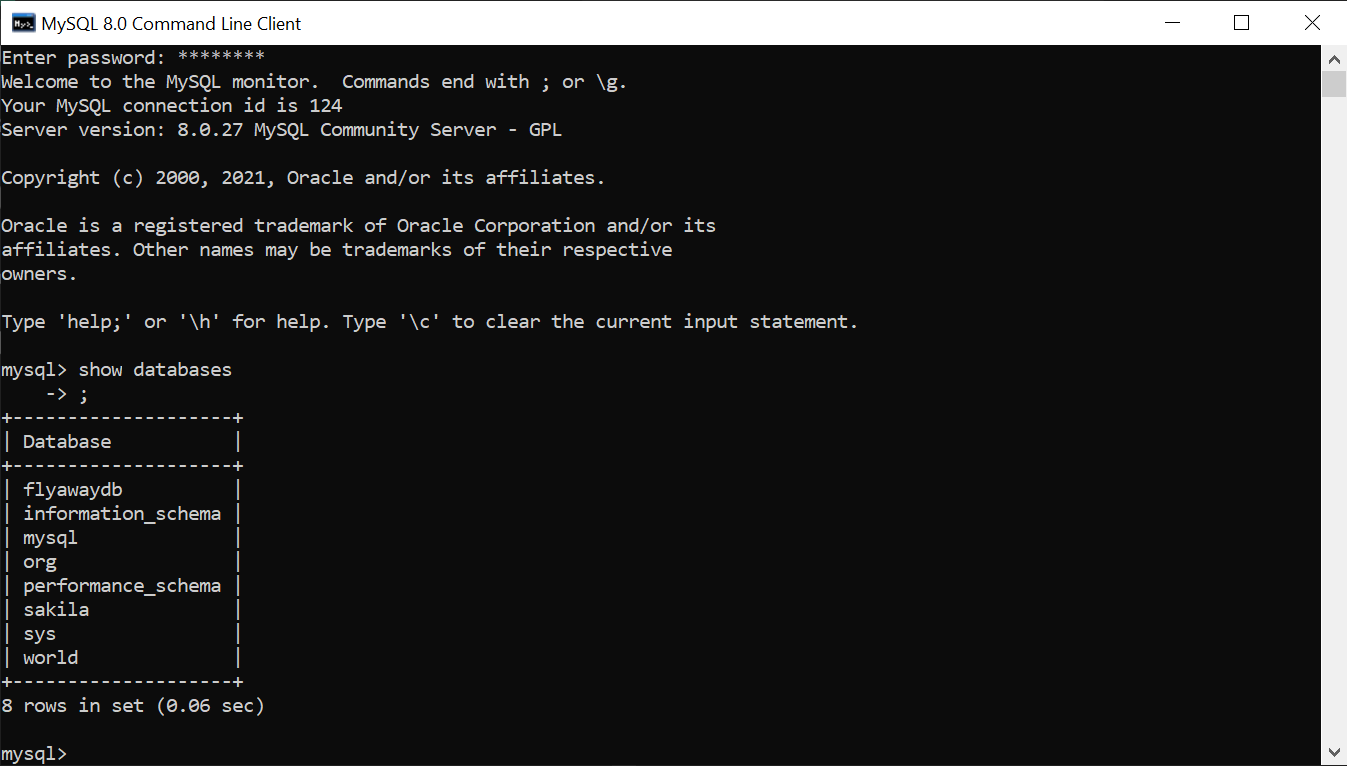 MySQL 8.0 Command Line Client
Enter password: ********
Welcome to the MySQL monitor.  Commands end with ; or \g.
Your MySQL connection id is 124
Server version: 8.0.27 MySQL Community Server - GPL

Copyright (c) 2000, 2021, Oracle and/or its affiliates.

Oracle is a registered trademark of Oracle Corporation and/or its
affiliates. Other names may be trademarks of their respective
owners.

Type 'help;' or '\h' for help. Type '\c' to clear the current input statement.

mysql> show databases
    -> ;
+--------------------+
| Database           |
+--------------------+
| flyawaydb          |
| information_schema |
| mysql              |
| org                |
| performance_schema |
| sakila             |
| sys                |
| world              |
+--------------------+
8 rows in set (0.06 sec)

mysql>